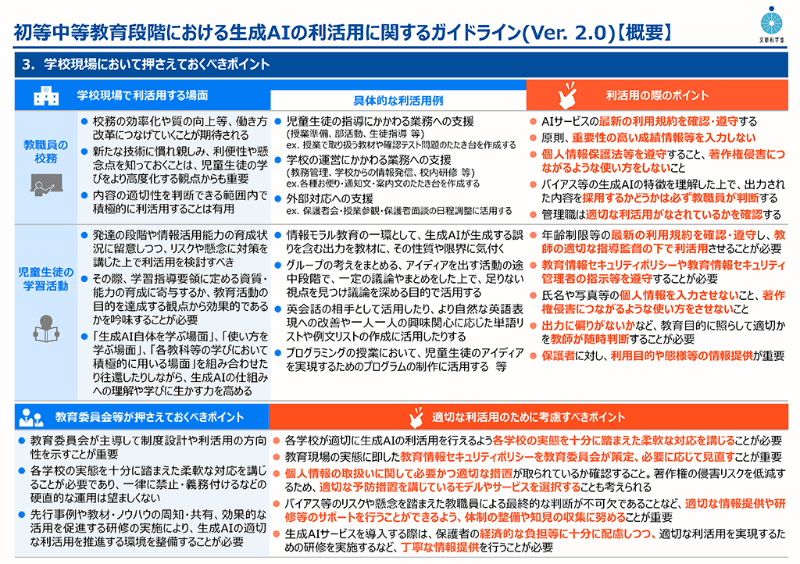 初等中等教育段階における生成AIの利活用に関するガイドライン(Ver. 2.0)【概要】
文部科学省
3．学校現場において押さえておくべきポイント
学校現場で利活用する場面
具体的な利活用例
利活用の際のポイント
教職員の
校務
● 校務の効率化や質の向上等、働き方
改革につなげていくことが期待される
● 新たな技術に慣れ親しみ、利便性や懸
念点を知っておくことは、児童生徒の学
びをより高度化する観点からも重要
● 内容の適切性を判断できる範囲内で
積極的に利活用することは有用
● 児童生徒の指導にかかわる業務への支援
(授業準備、部活動、生徒指導 等)
ex. 授業で取り扱う教材や確認テスト問題のたたき台を作成する
● 学校の運営にかかわる業務への支援
(教務管理、学校からの情報発信、校内研修 等)
ex. 各種お便り・通知文・案内文のたたき台を作成する
● 外部対応への支援
ex. 保護者会・授業参観・保護者面談の日程調整に活用する
● AIサービスの最新の利用規約を確認・遵守する
● 原則、重要性の高い成績情報等を入力しない
● 個人情報保護法等を遵守すること、著作権侵害につ
ながるような使い方をしないこと
● バイアス等の生成AIの特徴を理解した上で、出力され
た内容を採用するかどうかは必ず教職員が判断する
● 管理職は適切な利活用がなされているかを確認する
児童生徒の
学習活動
● 発達の段階や情報活用能力の育成状
況に留意しつつ、リスクや懸念に対策を
講じた上で利活用を検討すべき
● その際、学習指導要領に定める資質・
能力の育成に寄与するか、教育活動の
目的を達成する観点から効果的である
かを吟味することが必要
● 「生成AI自体を学ぶ場面」、「使い方を
学ぶ場面」、「各教科等の学びにおいて
積極的に用いる場面」を組み合わせた
り往還したりしながら、生成AIの仕組み
への理解や学びに生かす力を高める
● 情報モラル教育の一環として、生成AIが生成する誤
りを含む出力を教材に、その性質や限界に気付く
● グループの考えをまとめる、アイディアを出す活動の途
中段階で、一定の議論やまとめをした上で、足りない
視点を見つけ議論を深める目的で活用する
● 英会話の相手として活用したり、より自然な英語表
現への改善や一人一人の興味関心に応じた単語リ
ストや例文リストの作成に活用したりする
● プログラミングの授業において、児童生徒のアイディア
を実現するためのプログラムの制作に活用する 等
● 年齢制限等の最新の利用規約を確認・遵守し、教
師の適切な指導監督の下で利活用させることが必要
● 教育情報セキュリティポリシーや教育情報セキュリティ
管理者の指示等を遵守することが必要
● 氏名や写真等の個人情報を入力させないこと、著作
権侵害につながるような使い方をさせないこと
● 出力に偏りがないかなど、教育目的に照らして適切か
を教師が随時判断することが必要
● 保護者に対し、利用目的や態様等の情報提供が重要
教育委員会等が押さえておくべきポイント
適切な利活用のために考慮すべきポイント
● 教育委員会が主導して制度設計や利活用の方向
性を示すことが重要
● 各学校の実態を十分に踏まえた柔軟な対応を講じ
ることが必要であり、一律に禁止・義務付けるなどの
硬直的な運用は望ましくない
● 先行事例や教材・ノウハウの周知・共有、効果的な
活用を促進する研修の実施により、生成AIの適切
な利活用を推進する環境を整備することが必要
● 各学校が適切に生成AIの利活用を行えるよう各学校の実態を十分に踏まえた柔軟な対応を講じることが必要
● 教育現場の実態に即した教育情報セキュリティポリシーを教育委員会が策定、必要に応じて見直すことが重要
● 個人情報の取扱いに関して必要かつ適切な措置が取られているか確認すること。著作権の侵害リスクを低減す
るため、適切な予防措置を講じているモデルやサービスを選択することも考えられる
● バイアス等のリスクや懸念を踏まえた教職員による最終的な判断が不可欠であることなど、適切な情報提供や研
修等のサポートを行うことができるよう、体制の整備や知見の収集に努めることが重要
● 生成AIサービスを導入する際は、保護者の経済的な負担等に十分に配慮しつつ、適切な利活用を実現するた
めの研修を実施するなど、丁寧な情報提供を行うことが必要